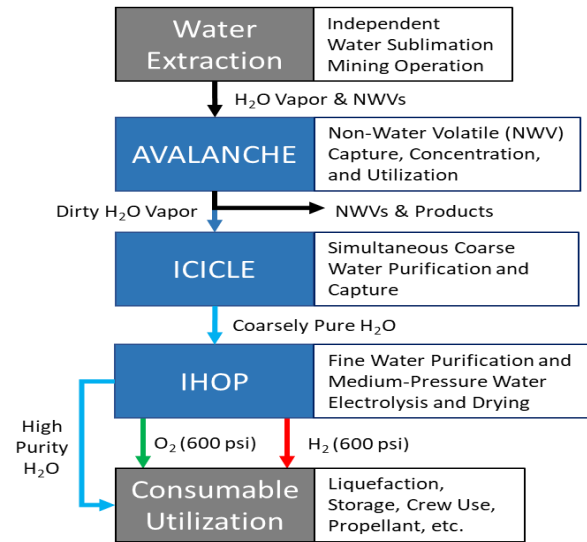 Water
Extraction
Independent
Water Sublimation
Mining Operation
H₂O Vapor & NWVs
AVALANCHE
Non-Water Volatile (NWV)
Capture, Concentration,
and Utilization
Dirty H₂O Vapor
NWVs & Products
ICICLE
Simultaneous Coarse
Water Purification and
Capture
Coarsely Pure H₂O
IHOP
Fine Water Purification and
Medium-Pressure Water
Electrolysis and Drying
High
Purity
H₂O
O₂ (600 psi)
H₂ (600 psi)
Consumable
Utilization
Liquefaction,
Storage, Crew Use,
Propellant, etc.